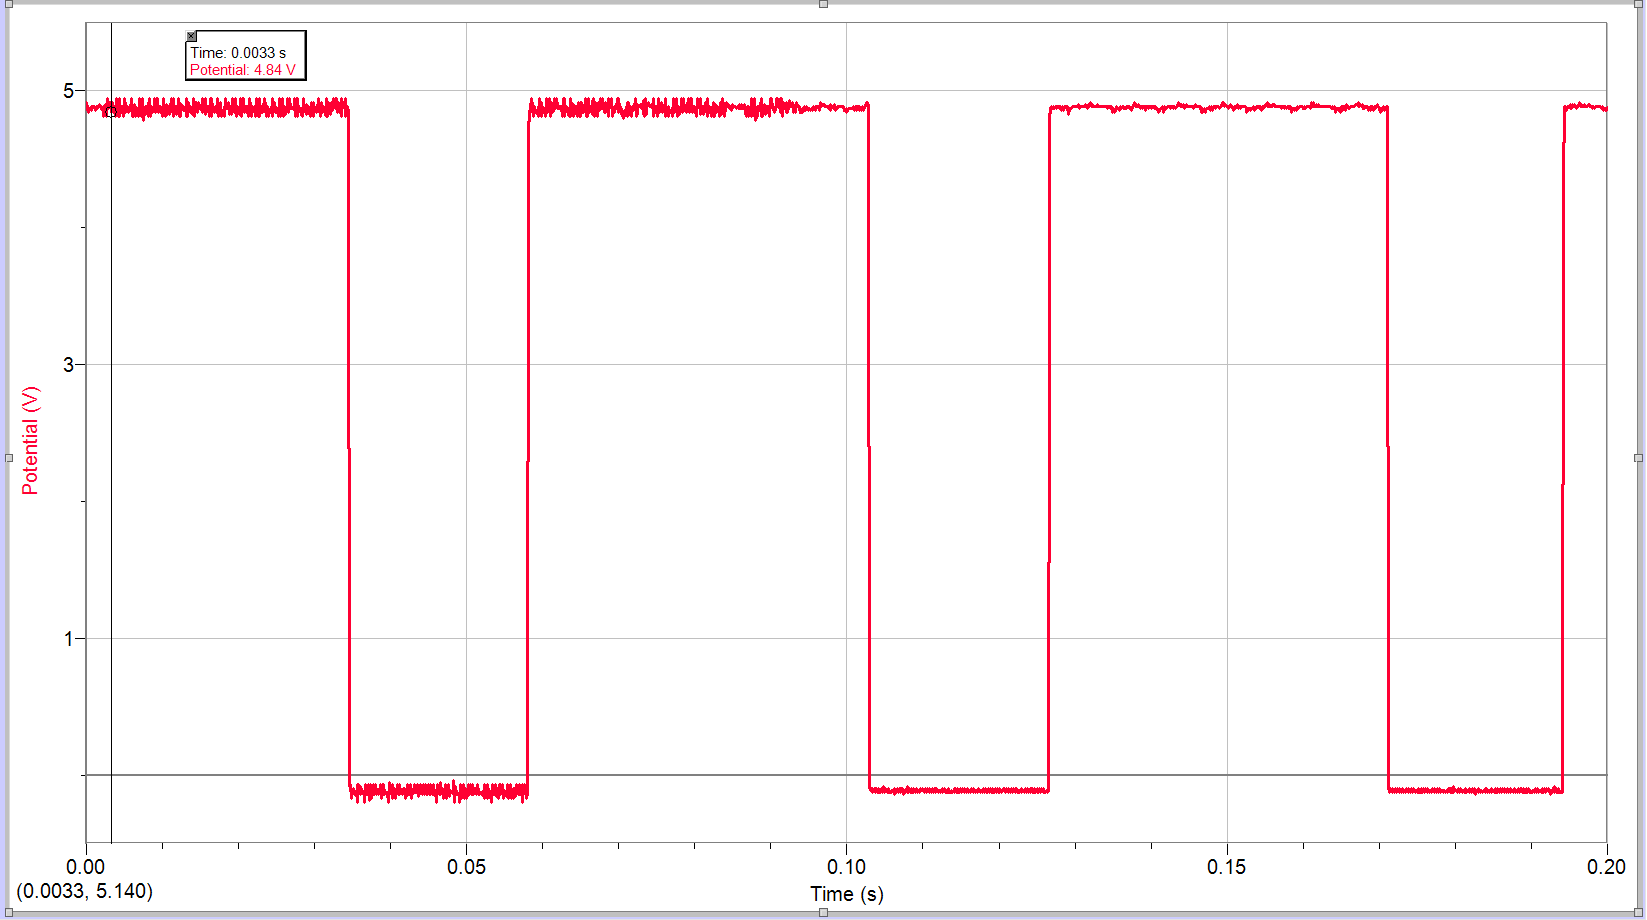 Time: 0.0033 s
Potential: 4.84 V
5
3
1
Potential (V)
0.00 0.05 0.10 0.15 0.20
(0.0033, 5.140)
Time (s)